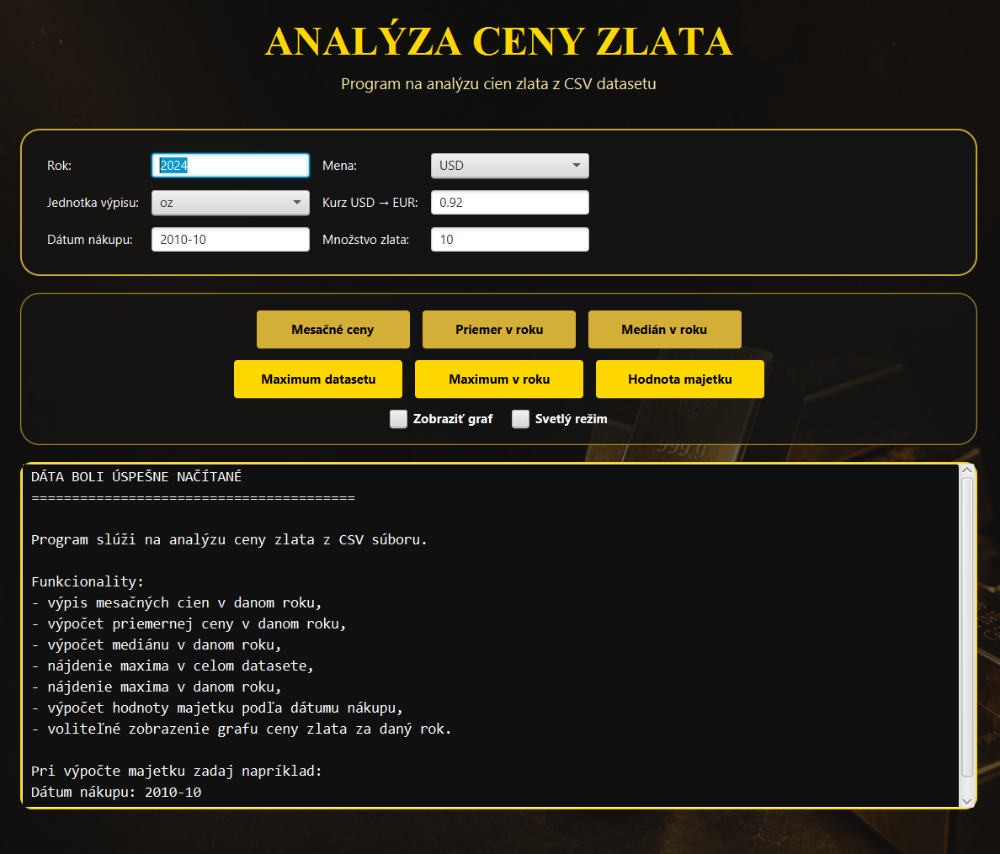 ANALÝZA CENY ZLATA
Program na analýzu cien zlata z CSV datasetu
Rok: 2024 Mena: USD
Jednotka výpisu: oz Kurz USD → EUR: 0.92
Dátum nákupu: 2010-10 Množstvo zlata: 10
Mesačné ceny Priemer v roku Medián v roku
Maximum datasetu Maximum v roku Hodnota majetku
Zobraziť graf Svetlý režim
999.9
DÁTA BOLI ÚSPEŠNE NAČÍTANÉ
========================================
Program slúži na analýzu ceny zlata z CSV súboru.
Funkcionality:
- výpis mesačných cien v danom roku,
- výpočet priemernej ceny v danom roku,
- výpočet mediánu v danom roku,
- nájdenie maxima v celom datasete,
- nájdenie maxima v danom roku,
- výpočet hodnoty majetku podľa dátumu nákupu,
- voliteľné zobrazenie grafu ceny zlata za daný rok.
Pri výpočte majetku zadaj napríklad:
Dátum nákupu: 2010-10